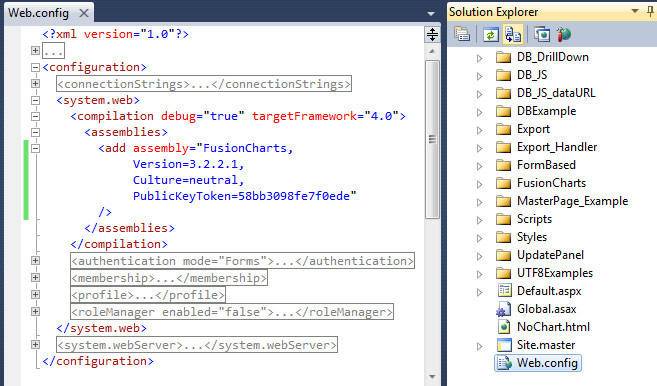 Web.config
<?xml version="1.0"?>
...
<configuration>
<connectionStrings>...</connectionStrings>
<system.web>
<compilation debug="true" targetFramework="4.0">
<assemblies>
<add assembly="FusionCharts,
Version=3.2.2.1,
Culture=neutral,
PublicKeyToken=58bb3098fe7f0ede"
/>
</assemblies>
</compilation>
<authentication mode="Forms">...</authentication>
<membership>...</membership>
<profile>...</profile>
<roleManager enabled="false">...</roleManager>
</system.web>
<system.webServer>...</system.webServer>
</configuration>
Solution Explorer
DB_DrillDown
DB_JS
DB_JS_dataURL
DBExample
Export
Export_Handler
FormBased
FusionCharts
MasterPage_Example
Scripts
Styles
UpdatePanel
UTF8Examples
Default.aspx
Global.asax
NoChart.html
Site.master
Web.config